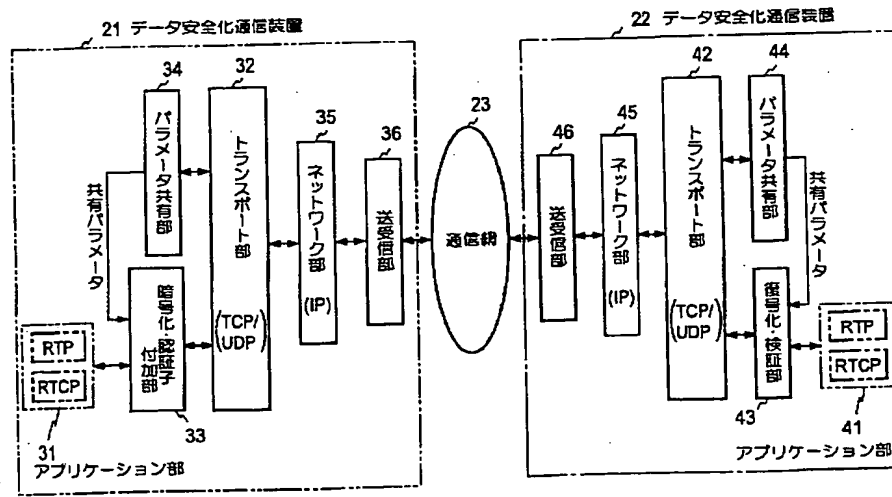 21 データ安全化通信装置
34
32
35
36
パラメータ共有部
トランスポート部
(TCP/UDP)
ネットワーク部
(IP)
送受信部
共有パラメータ
暗号化・認証子付加部
RTP
RTCP
31
33
アプリケーション部
23
通信網
22 データ安全化通信装置
46
45
42
44
送受信部
ネットワーク部
(IP)
トランスポート部
(TCP/UDP)
パラメータ共有部
共有パラメータ
復号化・検証部
RTP
RTCP
43
41
アプリケーション部